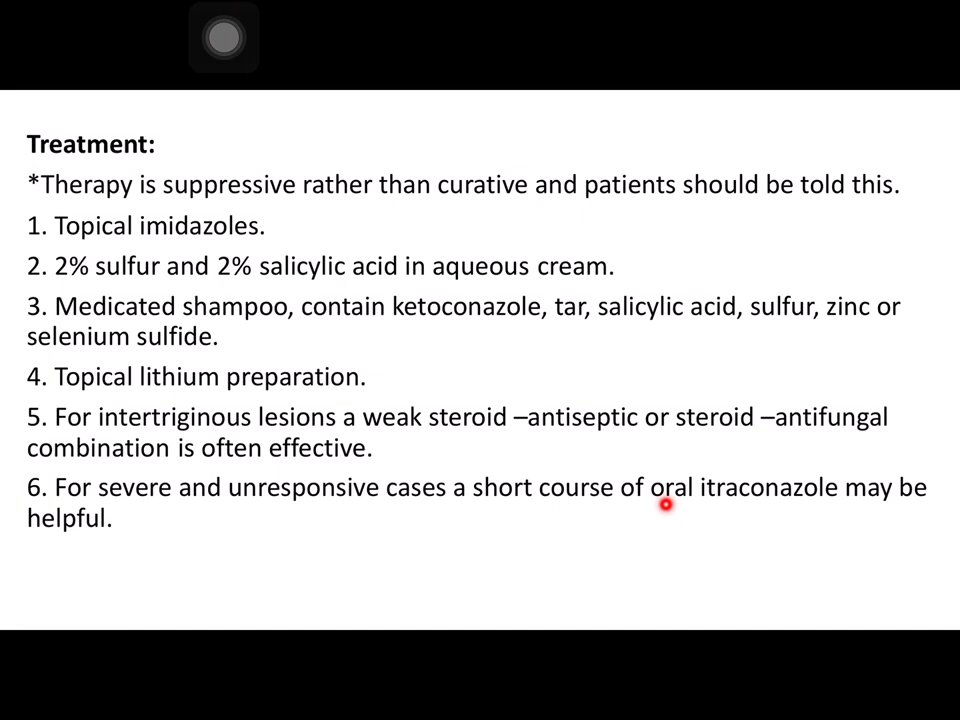 Treatment:
*Therapy is suppressive rather than curative and patients should be told this.
1. Topical imidazoles.
2. 2% sulfur and 2% salicylic acid in aqueous cream.
3. Medicated shampoo, contain ketoconazole, tar, salicylic acid, sulfur, zinc or
selenium sulfide.
4. Topical lithium preparation.
5. For intertriginous lesions a weak steroid –antiseptic or steroid –antifungal
combination is often effective.
6. For severe and unresponsive cases a short course of oral itraconazole may be
helpful.